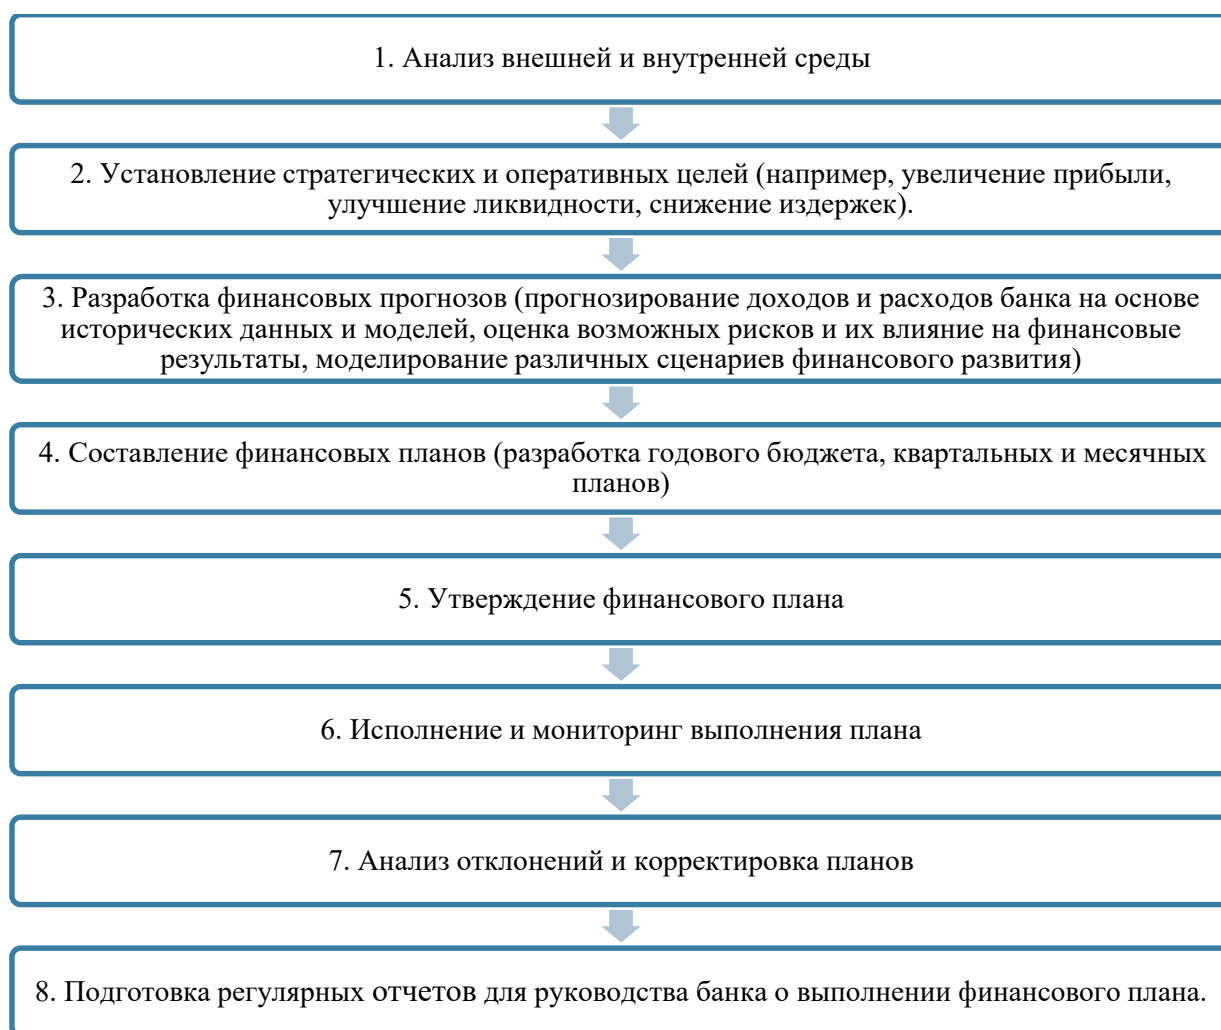 1. Анализ внешней и внутренней среды
2. Установление стратегических и оперативных целей (например, увеличение прибыли,
улучшение ликвидности, снижение издержек).
3. Разработка финансовых прогнозов (прогнозирование доходов и расходов банка на основе
исторических данных и моделей, оценка возможных рисков и их влияние на финансовые
результаты, моделирование различных сценариев финансового развития)
4. Составление финансовых планов (разработка годового бюджета, квартальных и месячных
планов)
5. Утверждение финансового плана
6. Исполнение и мониторинг выполнения плана
7. Анализ отклонений и корректировка планов
8. Подготовка регулярных отчетов для руководства банка о выполнении финансового плана.